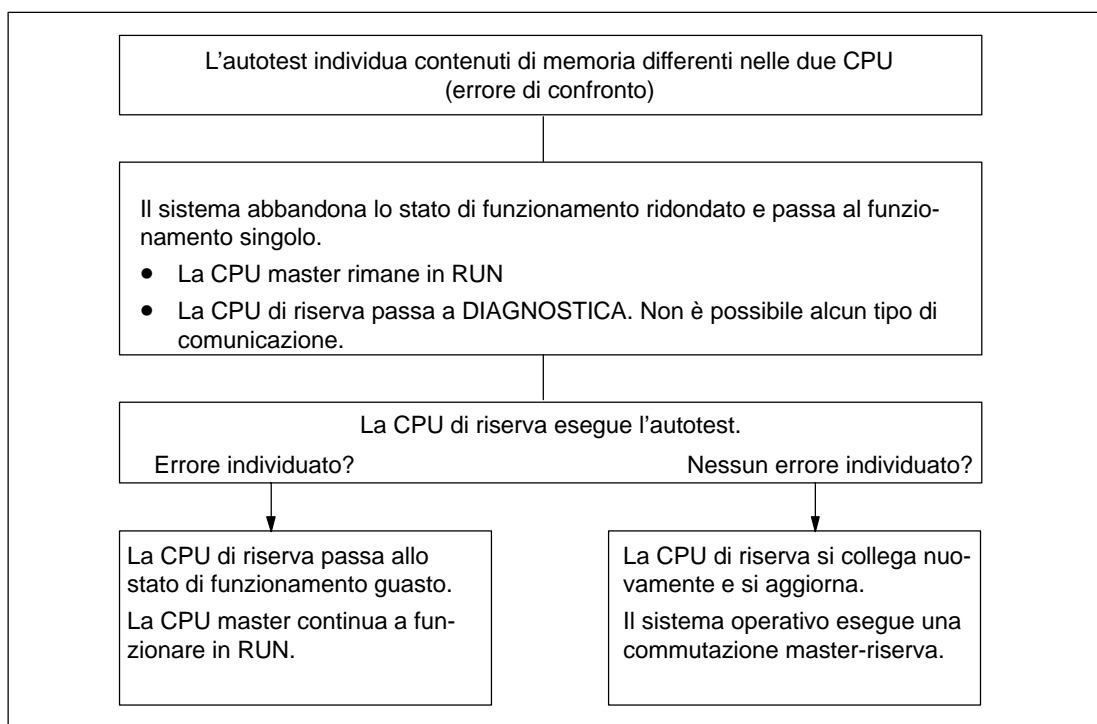 L'autotest individua contenuti di memoria differenti nelle due CPU
(errore di confronto)
Il sistema abbandona lo stato di funzionamento ridondato e passa al funzio-
namento singolo.
● La CPU master rimane in RUN
● La CPU di riserva passa a DIAGNOSTICA. Non è possibile alcun tipo di
comunicazione.
La CPU di riserva esegue l'autotest.
Errore individuato?
Nessun errore individuato?
La CPU di riserva passa allo
stato di funzionamento guasto.
La CPU master continua a fun-
zionare in RUN.
La CPU di riserva si collega nuo-
vamente e si aggiorna.
Il sistema operativo esegue una
commutazione master-riserva.